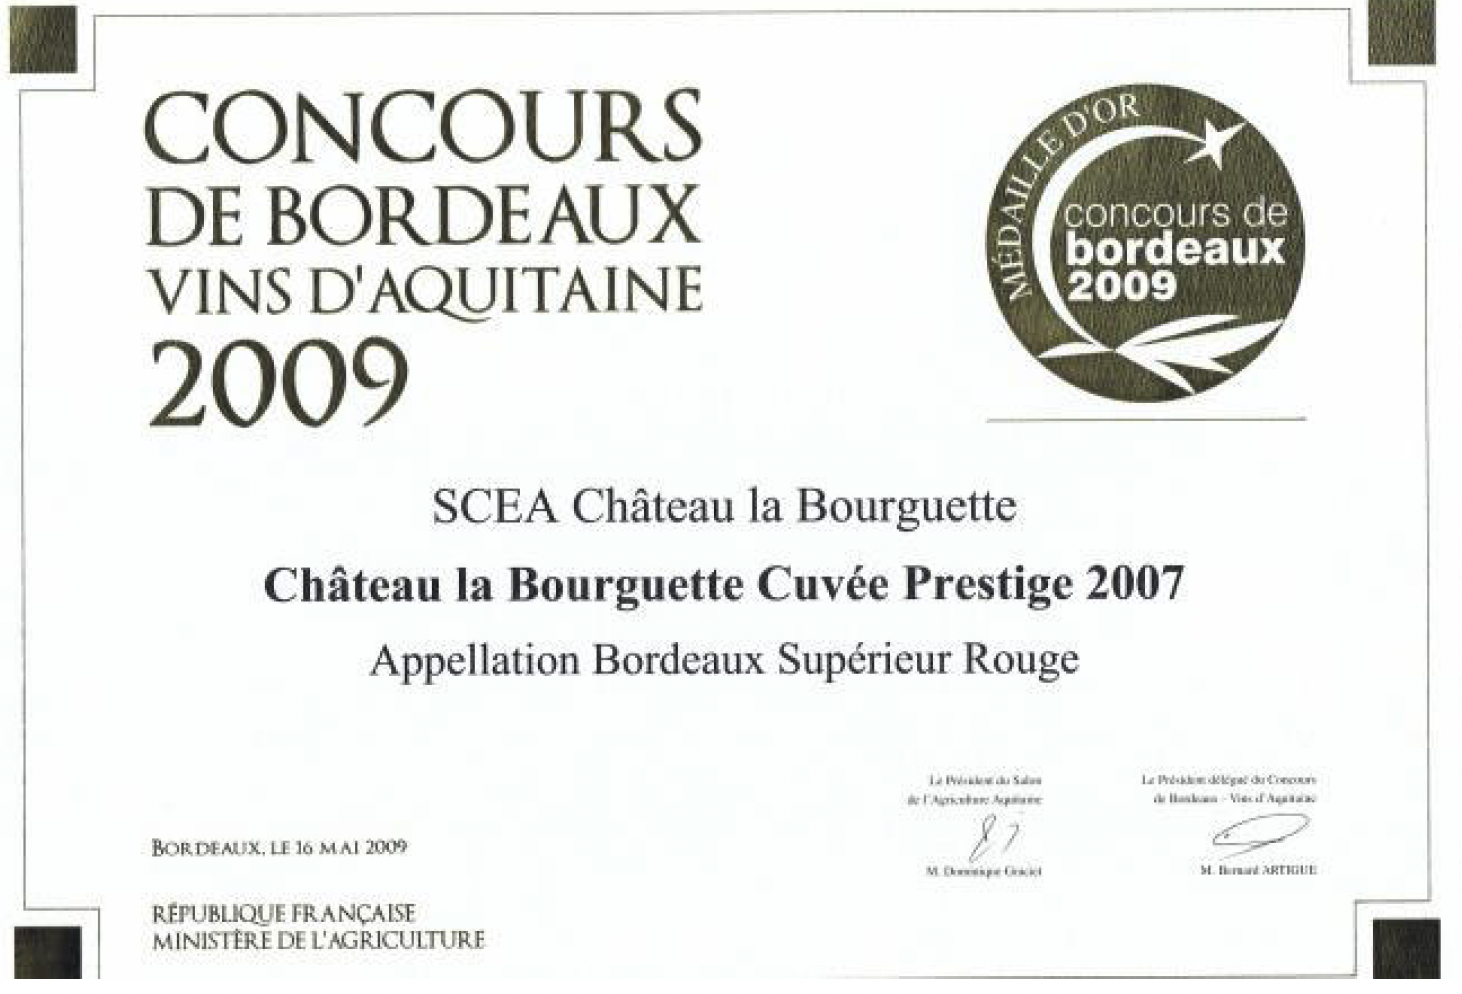 CONCOURS
DE BORDEAUX
VINS D'AQUITAINE
2009
MÉDAILLE D'OR
concours de
bordeaux
2009
SCEA Château la Bourguette
Château la Bourguette Cuvée Prestige 2007
Appellation Bordeaux Supérieur Rouge
Le Président du Salon
de l'Agriculture Aquitaine
M. Dominique Graciet
Le Président délégué du Concours
de Bordeaux - Vins d'Aquitaine
M. Bernard ARTIGUE
BORDEAUX, LE 16 MAI 2009
RÉPUBLIQUE FRANÇAISE
MINISTÈRE DE L'AGRICULTURE